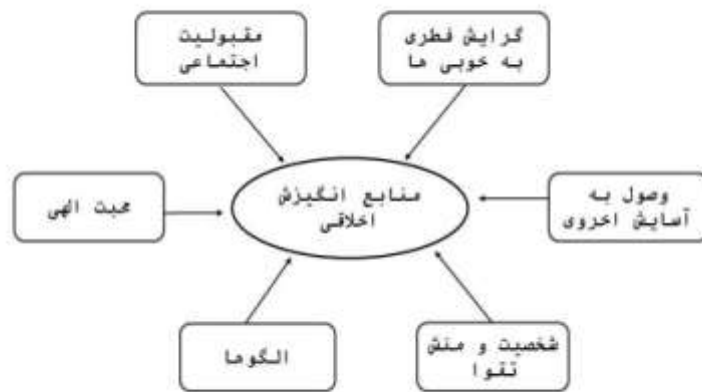 گرایش فطری
به خوبی ها
مقبولیت
اجتماعی
وصول به
آسایش اخروی
منابع انگیزش
اخلاقی
محبت الهی
شخصیت و منش
تقوا
الگوها